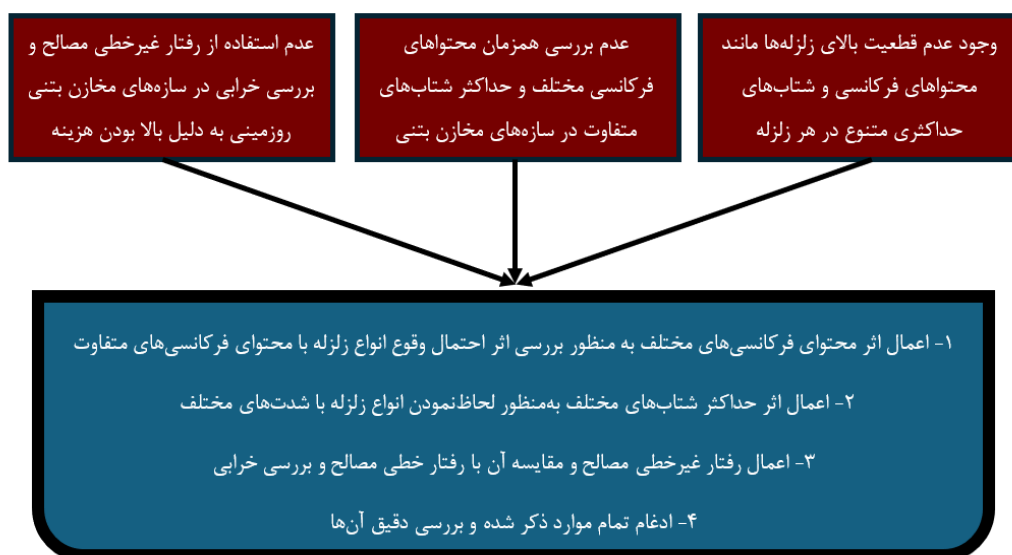 وجود عدم قطعیت بالای زلزله‌ها مانند
محتواهای فرکانسی و شتاب‌های
حداکثری متنوع در هر زلزله
عدم بررسی همزمان محتواهای
فرکانسی مختلف و حداکثر شتاب‌های
متفاوت در سازه‌های مخازن بتنی
عدم استفاده از رفتار غیرخطی مصالح و
بررسی خرابی در سازه‌های مخازن بتنی
روزمینی به دلیل بالا بودن هزینه
۱- اعمال اثر محتوای فرکانسی‌های مختلف به منظور بررسی اثر احتمال وقوع انواع زلزله با محتوای فرکانسی‌های متفاوت
۲- اعمال اثر حداکثر شتاب‌های مختلف به‌منظور لحاظ‌نمودن انواع زلزله با شدت‌های مختلف
۳- اعمال رفتار غیرخطی مصالح و مقایسه آن با رفتار خطی مصالح و بررسی خرابی
۴- ادغام تمام موارد ذکر شده و بررسی دقیق آن‌ها